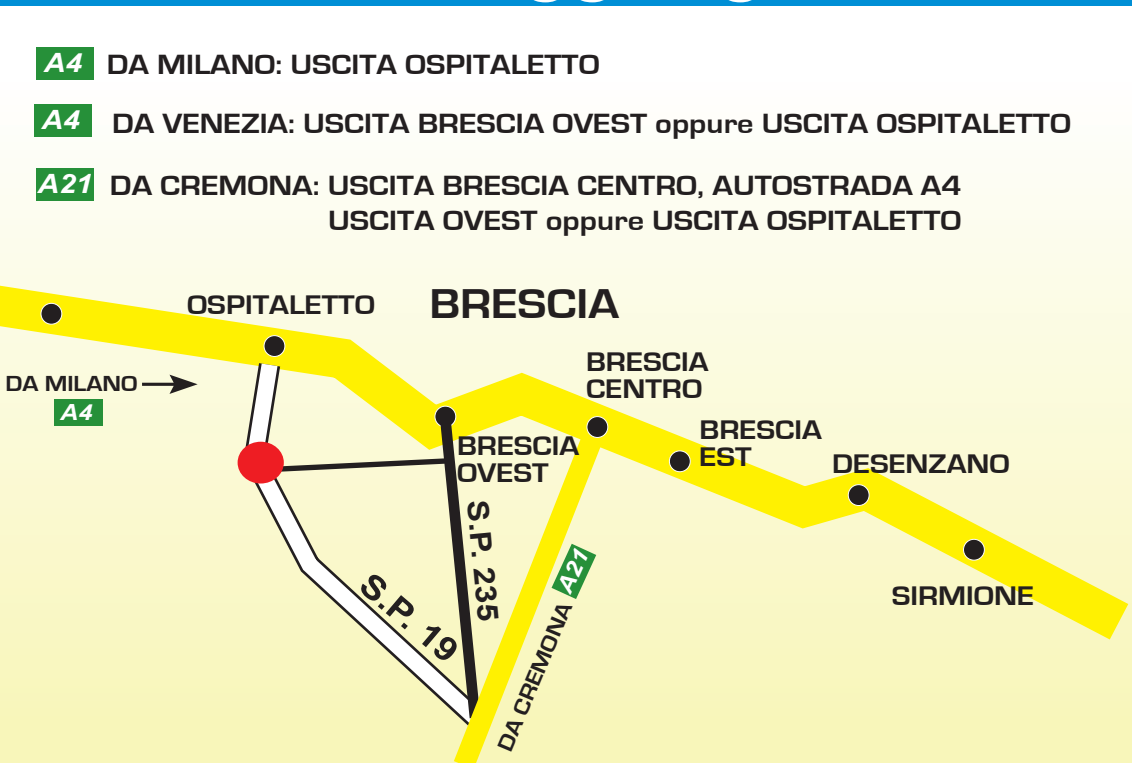 A4 DA MILANO: USCITA OSPITALETTO
A4 DA VENEZIA: USCITA BRESCIA OVEST oppure USCITA OSPITALETTO
A21 DA CREMONA: USCITA BRESCIA CENTRO, AUTOSTRADA A4
USCITA OVEST oppure USCITA OSPITALETTO
OSPITALETTO
BRESCIA
BRESCIA
CENTRO
DA MILANO
A4
BRESCIA
OVEST
BRESCIA
EST
DESENZANO
S.P. 235
A21
S.P. 19
SIRMIONE
DA CREMONA